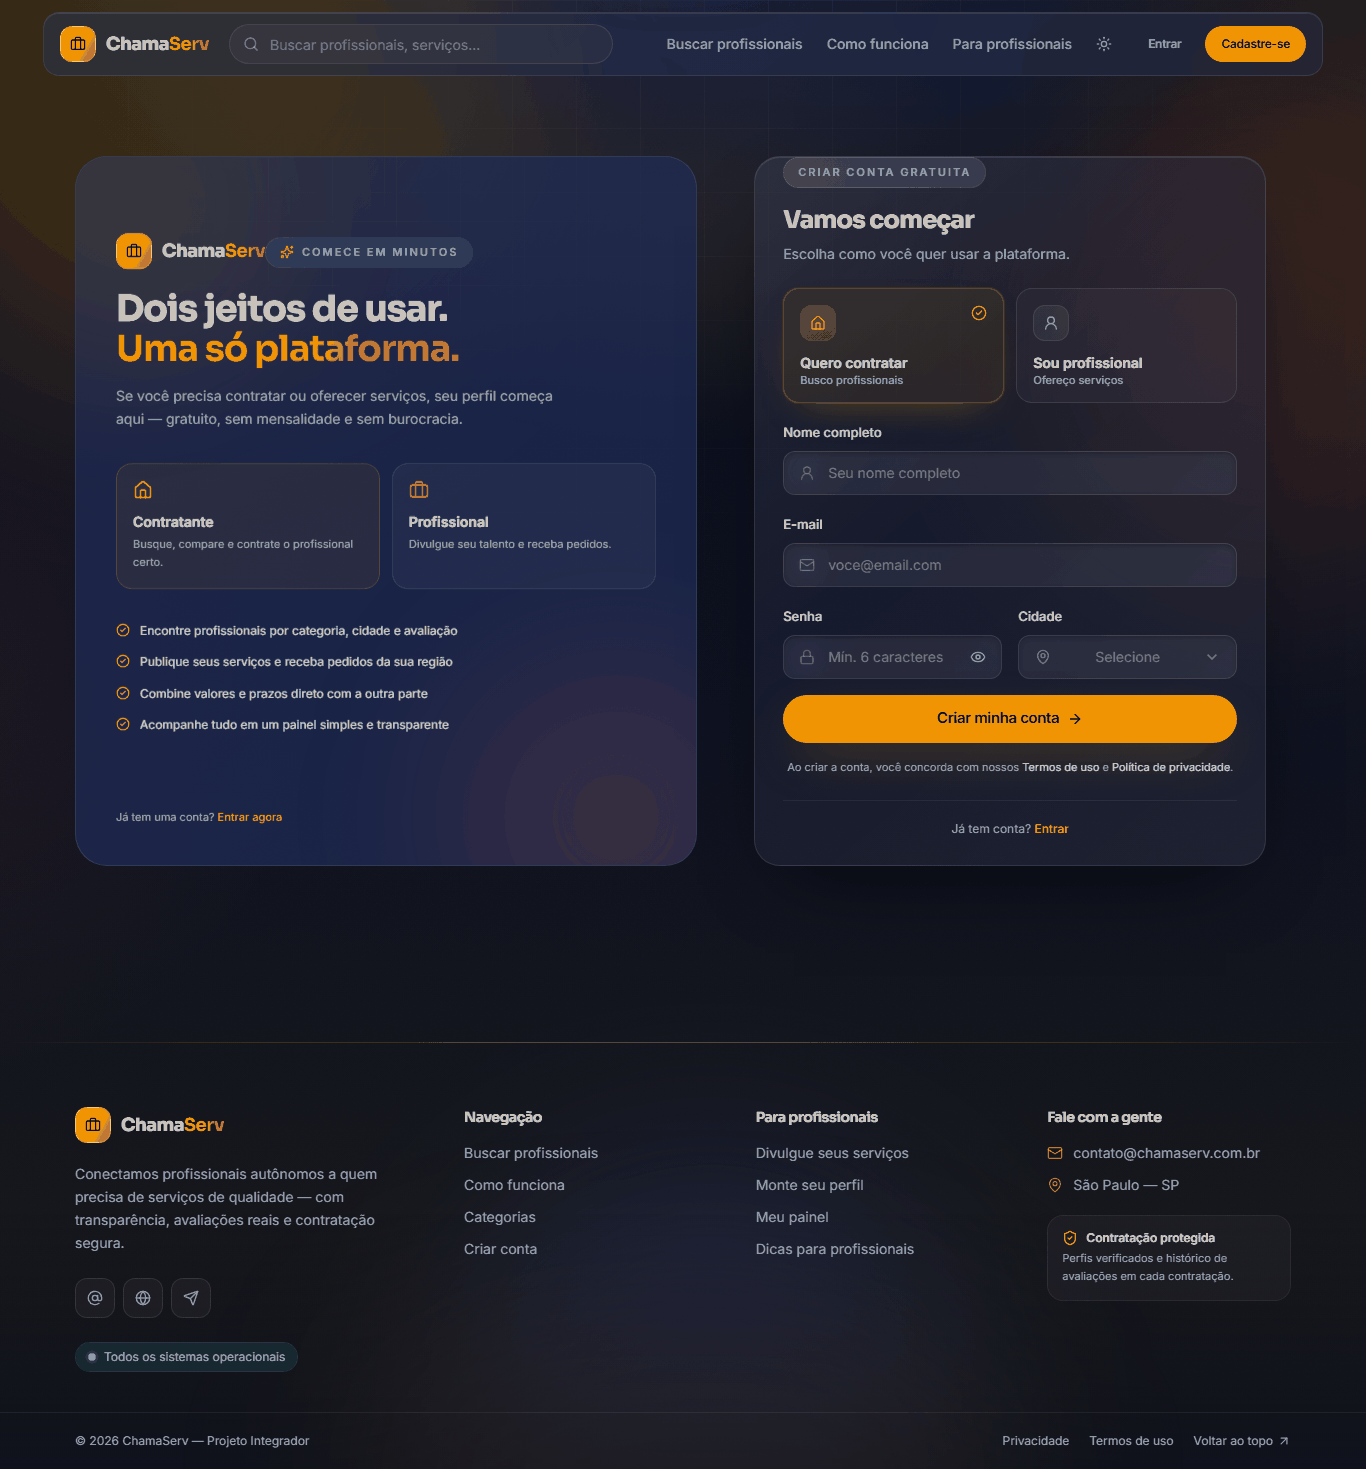 ChamaServ
Buscar profissionais, serviços...
Buscar profissionais
Como funciona
Para profissionais
Entrar
Cadastre-se
ChamaServ
COMECE EM MINUTOS
Dois jeitos de usar.
Uma só plataforma.
Se você precisa contratar ou oferecer serviços, seu perfil começa
aqui — gratuito, sem mensalidade e sem burocracia.
Contratante
Busque, compare e contrate o profissional
certo.
Profissional
Divulgue seu talento e receba pedidos.
Encontre profissionais por categoria, cidade e avaliação
Publique seus serviços e receba pedidos da sua região
Combine valores e prazos direto com a outra parte
Acompanhe tudo em um painel simples e transparente
Já tem uma conta? Entrar agora
CRIAR CONTA GRATUITA
Vamos começar
Escolha como você quer usar a plataforma.
Quero contratar
Busco profissionais
Sou profissional
Ofereço serviços
Nome completo
Seu nome completo
E-mail
voce@email.com
Senha
Mín. 6 caracteres
Cidade
Selecione
Criar minha conta
Ao criar a conta, você concorda com nossos Termos de uso e Política de privacidade.
Já tem conta? Entrar
ChamaServ
Conectamos profissionais autônomos a quem
precisa de serviços de qualidade — com
transparência, avaliações reais e contratação
segura.
Todos os sistemas operacionais
Navegação
Buscar profissionais
Como funciona
Categorias
Criar conta
Para profissionais
Divulgue seus serviços
Monte seu perfil
Meu painel
Dicas para profissionais
Fale com a gente
contato@chamaserv.com.br
São Paulo — SP
Contratação protegida
Perfis verificados e histórico de
avaliações em cada contratação.
© 2026 ChamaServ — Projeto Integrador
Privacidade
Termos de uso
Voltar ao topo